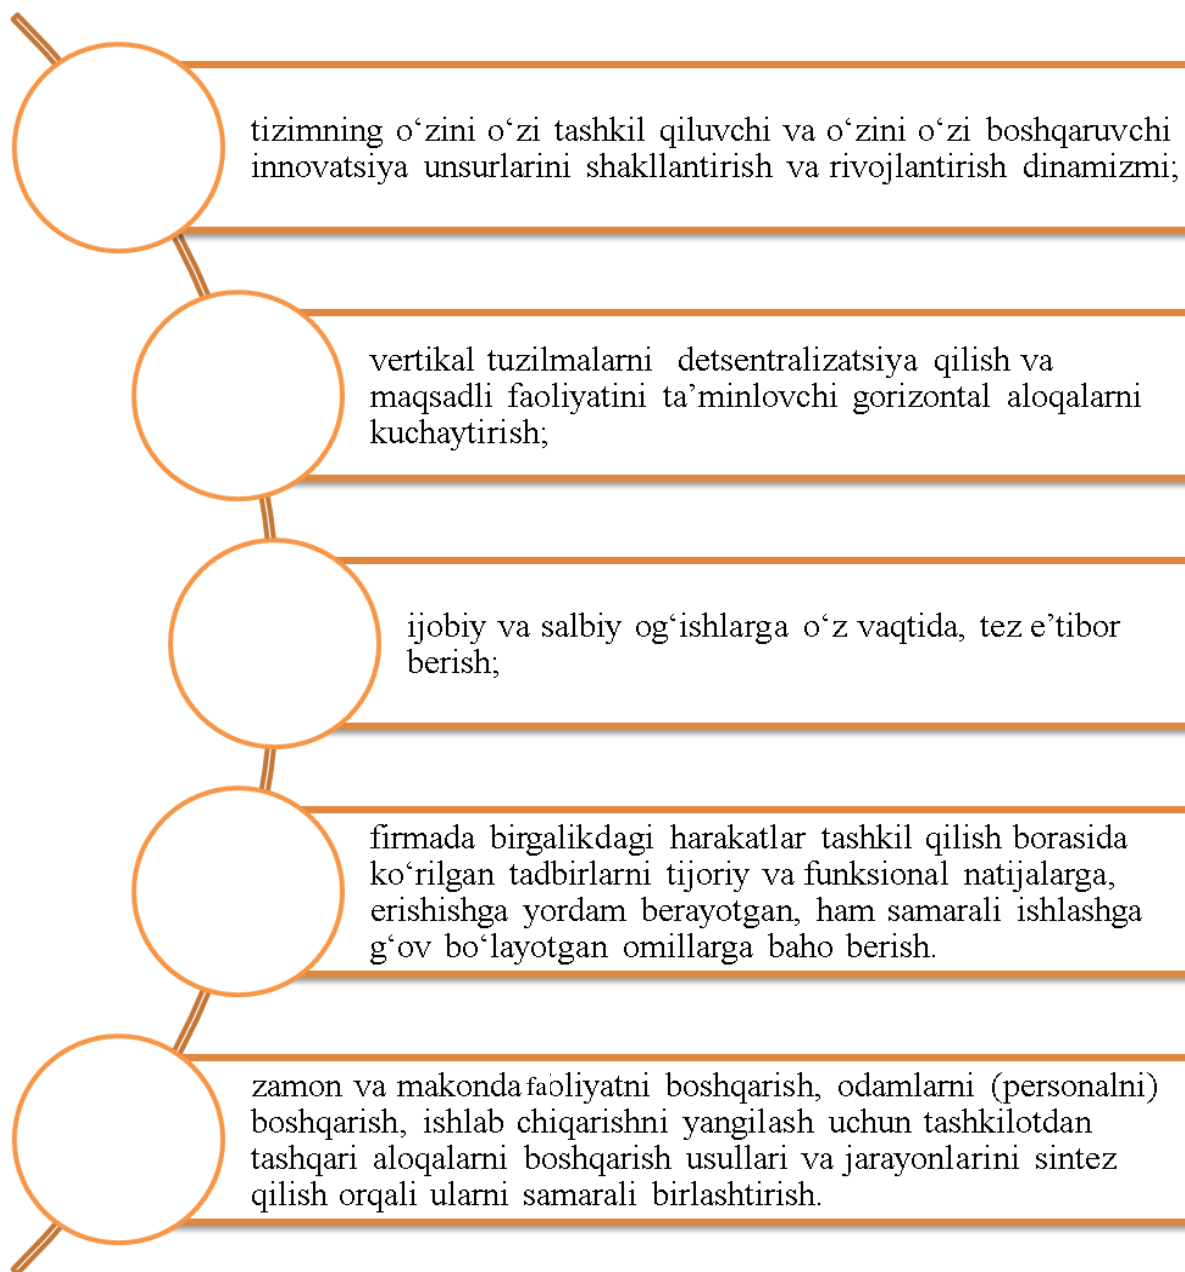 tizimning o‘zini o‘zi tashkil qiluvchi va o‘zini o‘zi boshqaruvchi
innovatsiya unsurlarini shakllantirish va rivojlantirish dinamizmi;
vertikal tuzilmalarni detsentralizatsiya qilish va
maqsadli faoliyatini ta’minlovchi gorizontal aloqalarni
kuchaytirish;
ijobiy va salbiy og‘ishlarga o‘z vaqtida, tez e’tibor
berish;
firmada birgalikdagi harakatlar tashkil qilish borasida
ko‘rilgan tadbirlarni tijoriy va funksional natijalarga,
erishishga yordam berayotgan, ham samarali ishlashga
g‘ov bo‘layotgan omillarga baho berish.
zamon va makonda faoliyatni boshqarish, odamlarni (personalni)
boshqarish, ishlab chiqarishni yangilash uchun tashkilotdan
tashqari aloqalarni boshqarish usullari va jarayonlarini sintez
qilish orqali ularni samarali birlashtirish.